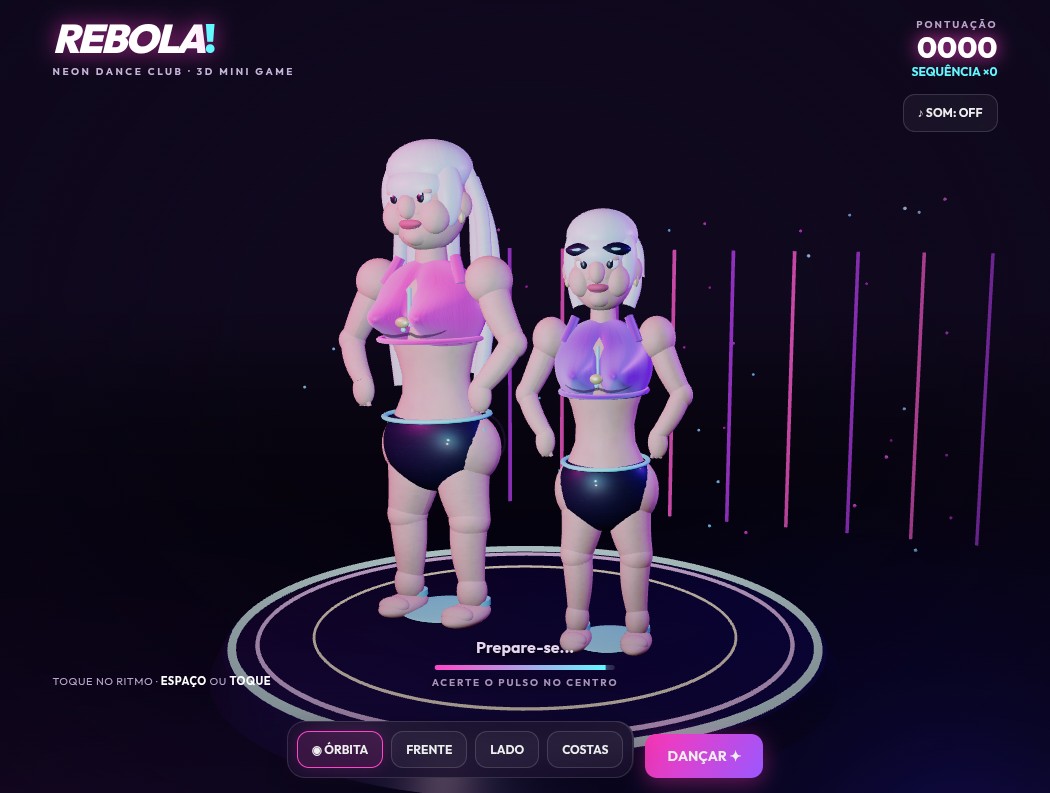 REBOLA!
NEON DANCE CLUB · 3D MINI GAME
PONTUAÇÃO
0000
SEQUÊNCIA ×0
♪ SOM: OFF
Prepare-se...
TOQUE NO RITMO · ESPAÇO OU TOQUE
ACERTE O PULSO NO CENTRO
◉ ÓRBITA
FRENTE
LADO
COSTAS
DANÇAR ✦